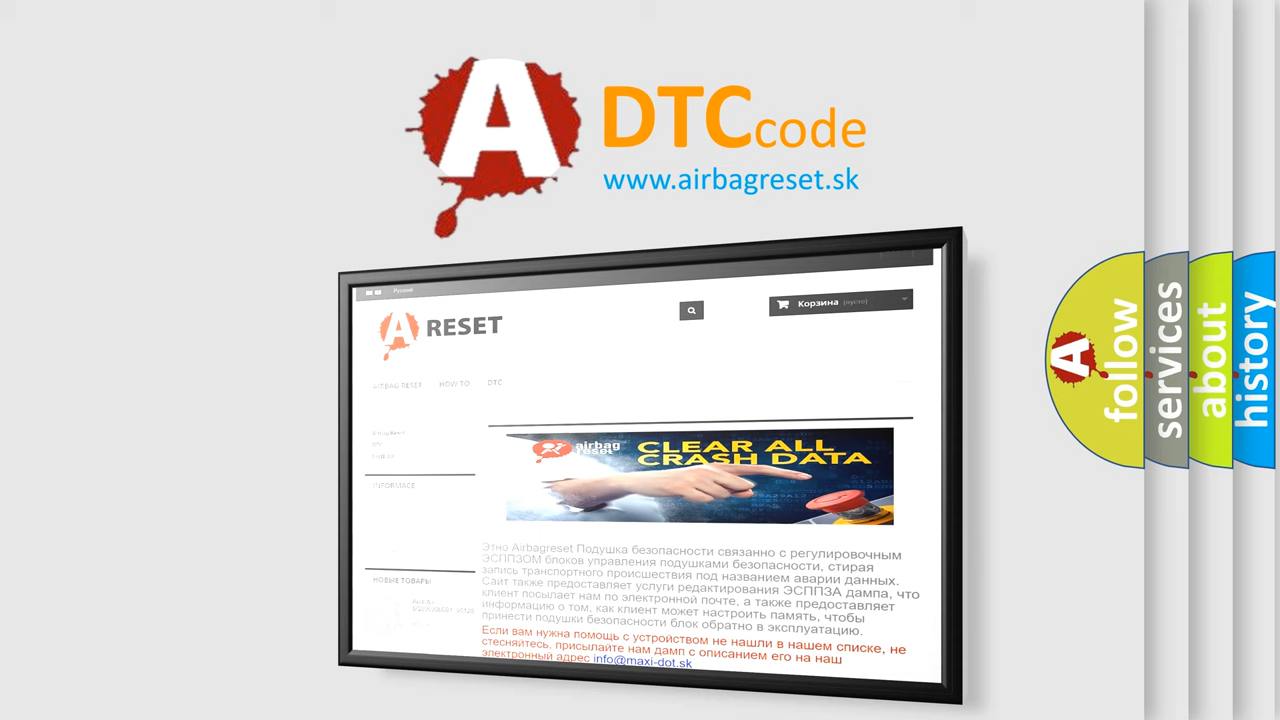 A
DTCcode
www.airbagreset.sk
Русский
A RESET
Корзина (пусто)
AIRBAG RESET HOW TO DTC
INFORMACE
НОВЫЕ ТОВАРЫ
airbag
reset
CLEAR ALL
CRASH DATA
Этно Airbagreset Подушка безопасности связанно с регулировочным
ЭСППЗОМ блоков управления подушками безопасности, стирая
запись транспортного происшествия под названием аварии данных.
Сайт также предоставляет услуги редактирования ЭСППЗА дампа, что
клиент посылает нам по электронной почте, а также предоставляет
информацию о том, как клиент может настроить память, чтобы
принести подушки безопасности блок обратно в эксплуатацию.
Если вам нужна помощь с устройством не нашли в нашем списке, не
стесняйтесь, присылайте нам дамп с описанием его на наш
электронный адрес info@maxi-dot.sk
A
follow
services
about
history